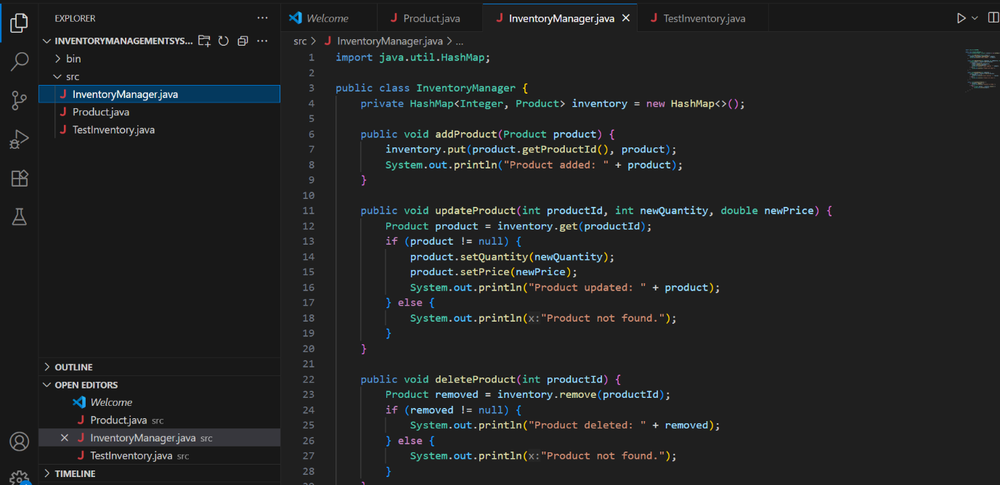 EXPLORER
INVENTORYMANAGEMENTSYS...
bin
src
InventoryManager.java
Product.java
TestInventory.java
OUTLINE
OPEN EDITORS
Welcome
Product.java src
InventoryManager.java src
TestInventory.java src
TIMELINE
Welcome
Product.java
InventoryManager.java
TestInventory.java
src > InventoryManager.java > ...
1 import java.util.HashMap;
2
3 public class InventoryManager {
4 private HashMap<Integer, Product> inventory = new HashMap<>();
5
6 public void addProduct(Product product) {
7 inventory.put(product.getProductId(), product);
8 System.out.println("Product added: " + product);
9 }
10
11 public void updateProduct(int productId, int newQuantity, double newPrice) {
12 Product product = inventory.get(productId);
13 if (product != null) {
14 product.setQuantity(newQuantity);
15 product.setPrice(newPrice);
16 System.out.println("Product updated: " + product);
17 } else {
18 System.out.println(x:"Product not found.");
19 }
20 }
21
22 public void deleteProduct(int productId) {
23 Product removed = inventory.remove(productId);
24 if (removed != null) {
25 System.out.println("Product deleted: " + removed);
26 } else {
27 System.out.println(x:"Product not found.");
28 }